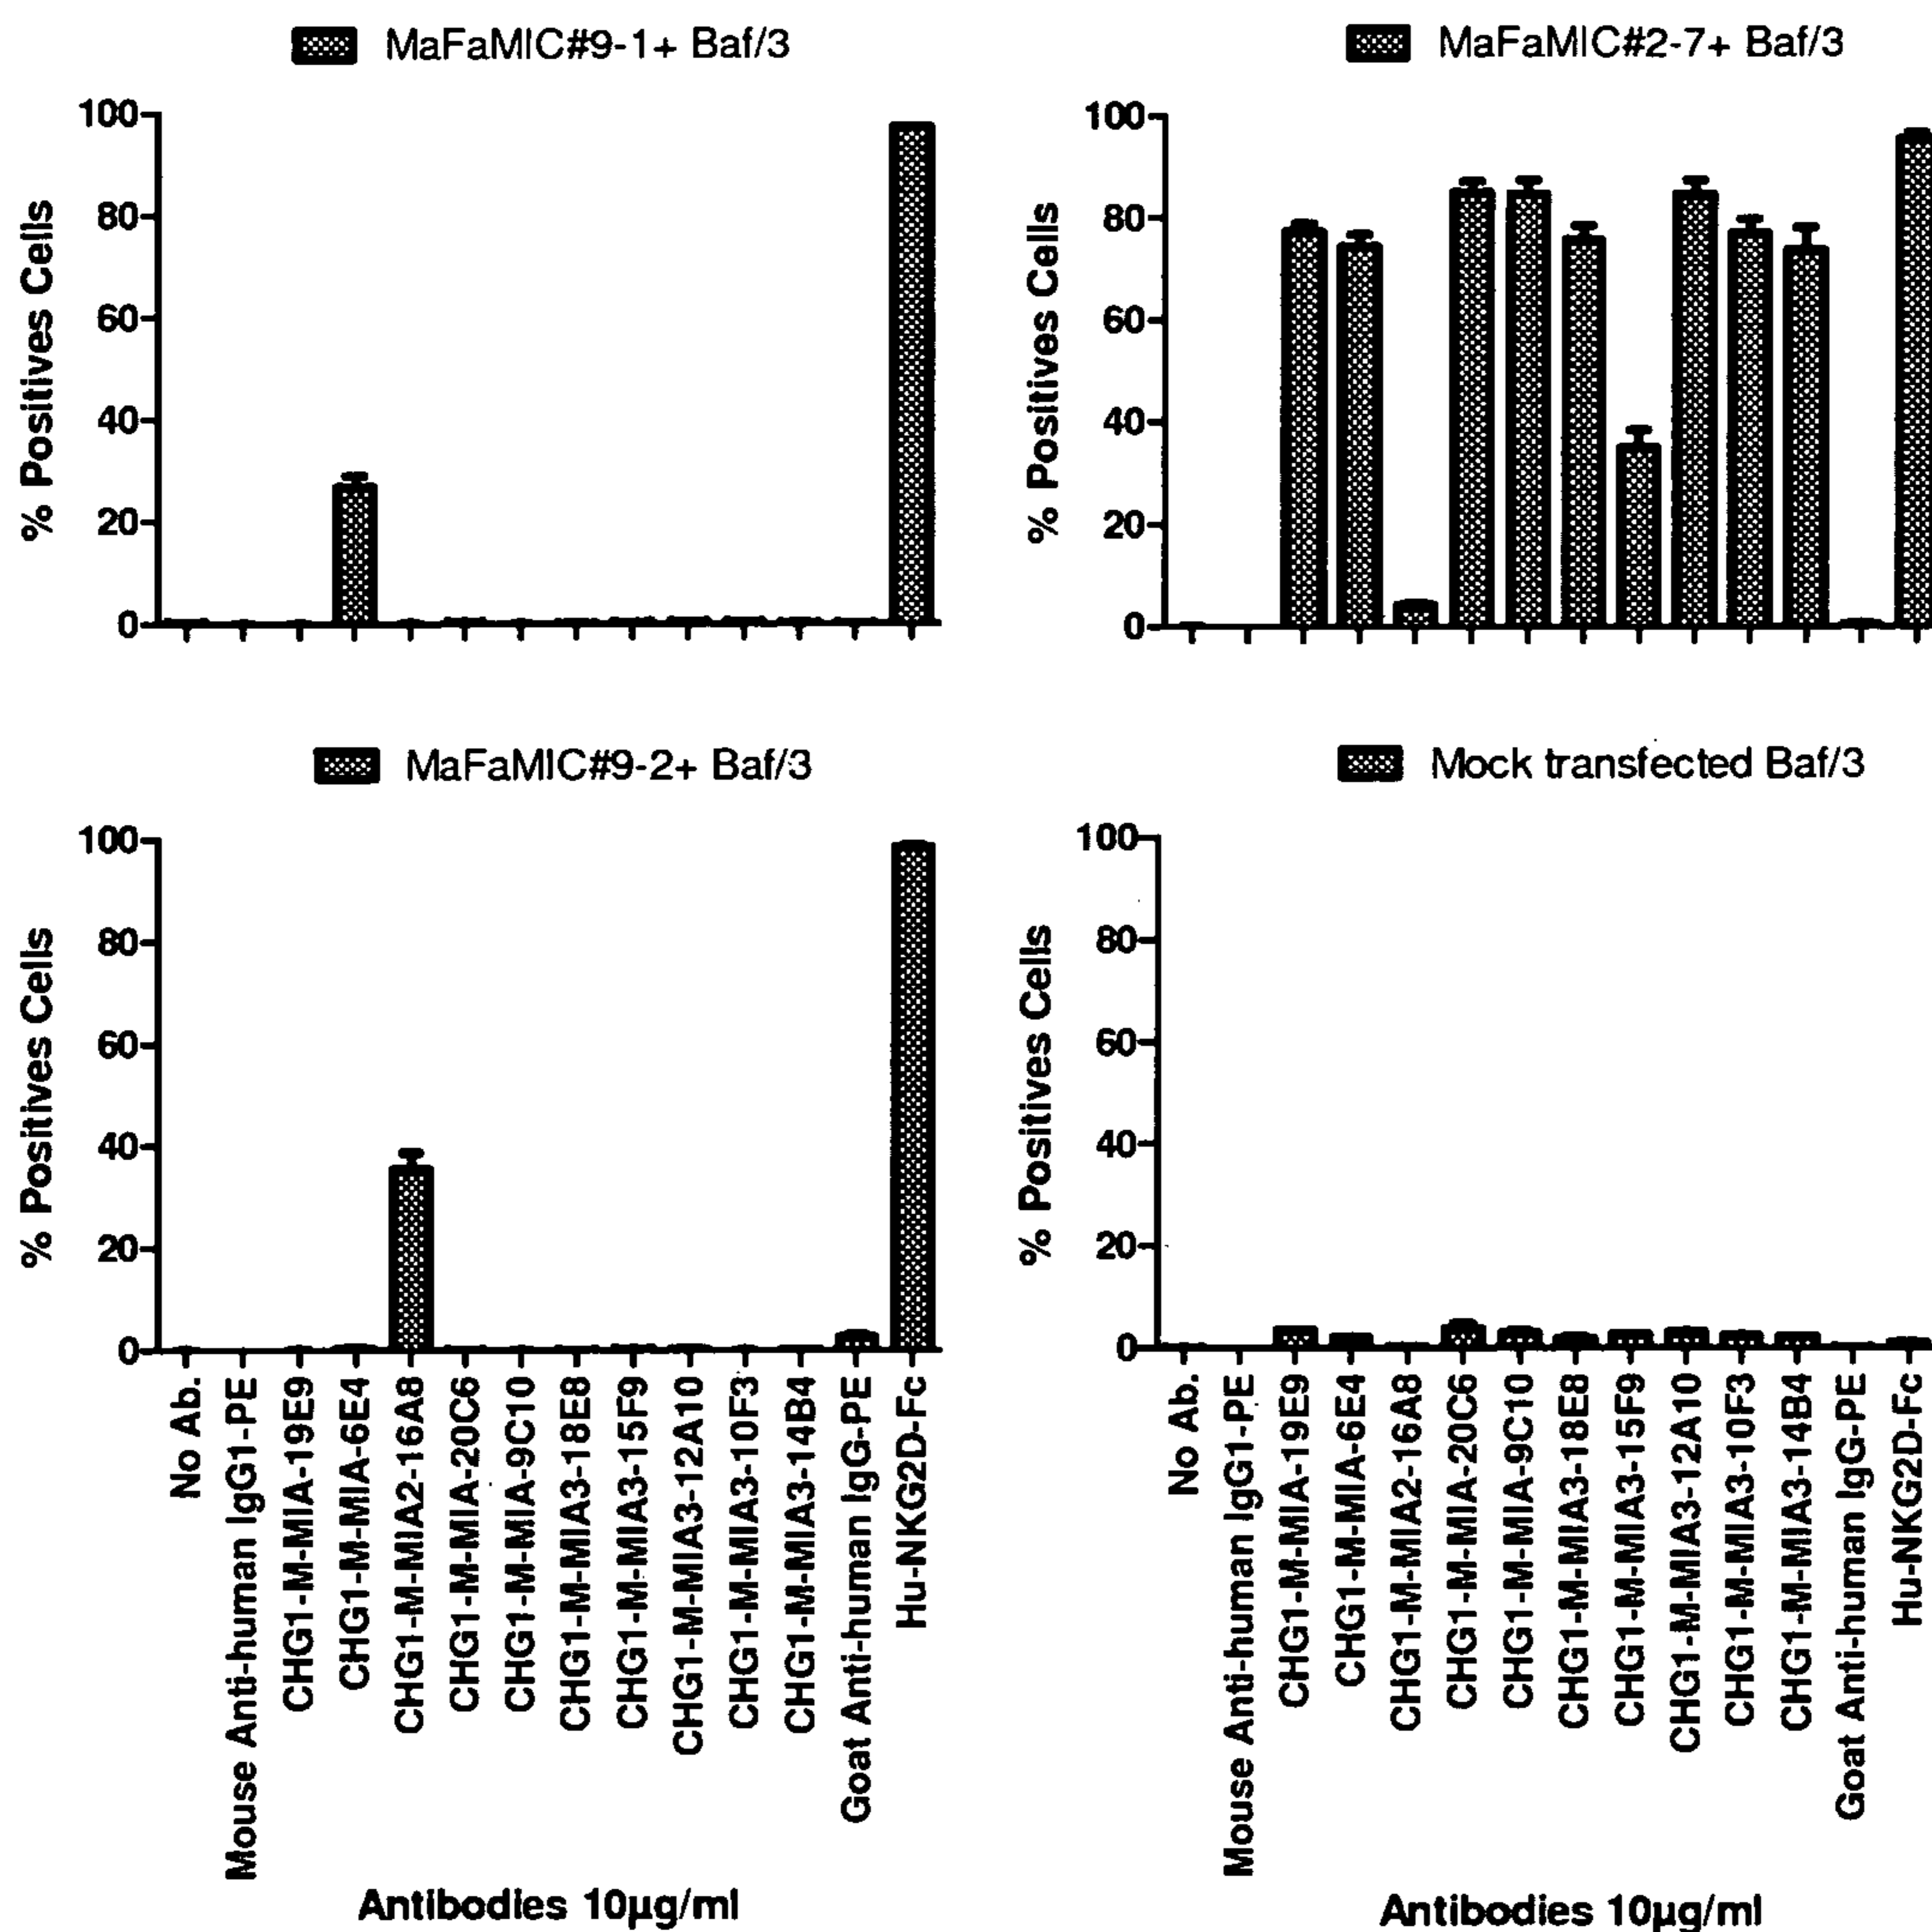 MaFaMIC#9-1+ Baf/3
% Positives Cells
100
80
60
40
20
0
MaFaMIC#2-7+ Baf/3
% Positives Cells
100
80
60
40
20
0
MaFaMIC#9-2+ Baf/3
% Positives Cells
100
80
60
40
20
0
No Ab.
Mouse Anti-human IgG1-PE
CHG1-M-MIA-19E9
CHG1-M-MIA-6E4
CHG1-M-MIA2-16A8
CHG1-M-MIA-20C6
CHG1-M-MIA-9C10
CHG1-M-MIA3-18E8
CHG1-M-MIA3-15F9
CHG1-M-MIA3-12A10
CHG1-M-MIA3-10F3
CHG1-M-MIA3-14B4
Goat Anti-human IgG-PE
Hu-NKG2D-Fc
Antibodies 10µg/ml
Mock transfected Baf/3
% Positives Cells
100
80
60
40
20
0
No Ab.
Mouse Anti-human IgG1-PE
CHG1-M-MIA-19E9
CHG1-M-MIA-6E4
CHG1-M-MIA2-16A8
CHG1-M-MIA-20C6
CHG1-M-MIA-9C10
CHG1-M-MIA3-18E8
CHG1-M-MIA3-15F9
CHG1-M-MIA3-12A10
CHG1-M-MIA3-10F3
CHG1-M-MIA3-14B4
Goat Anti-human IgG-PE
Hu-NKG2D-Fc
Antibodies 10µg/ml